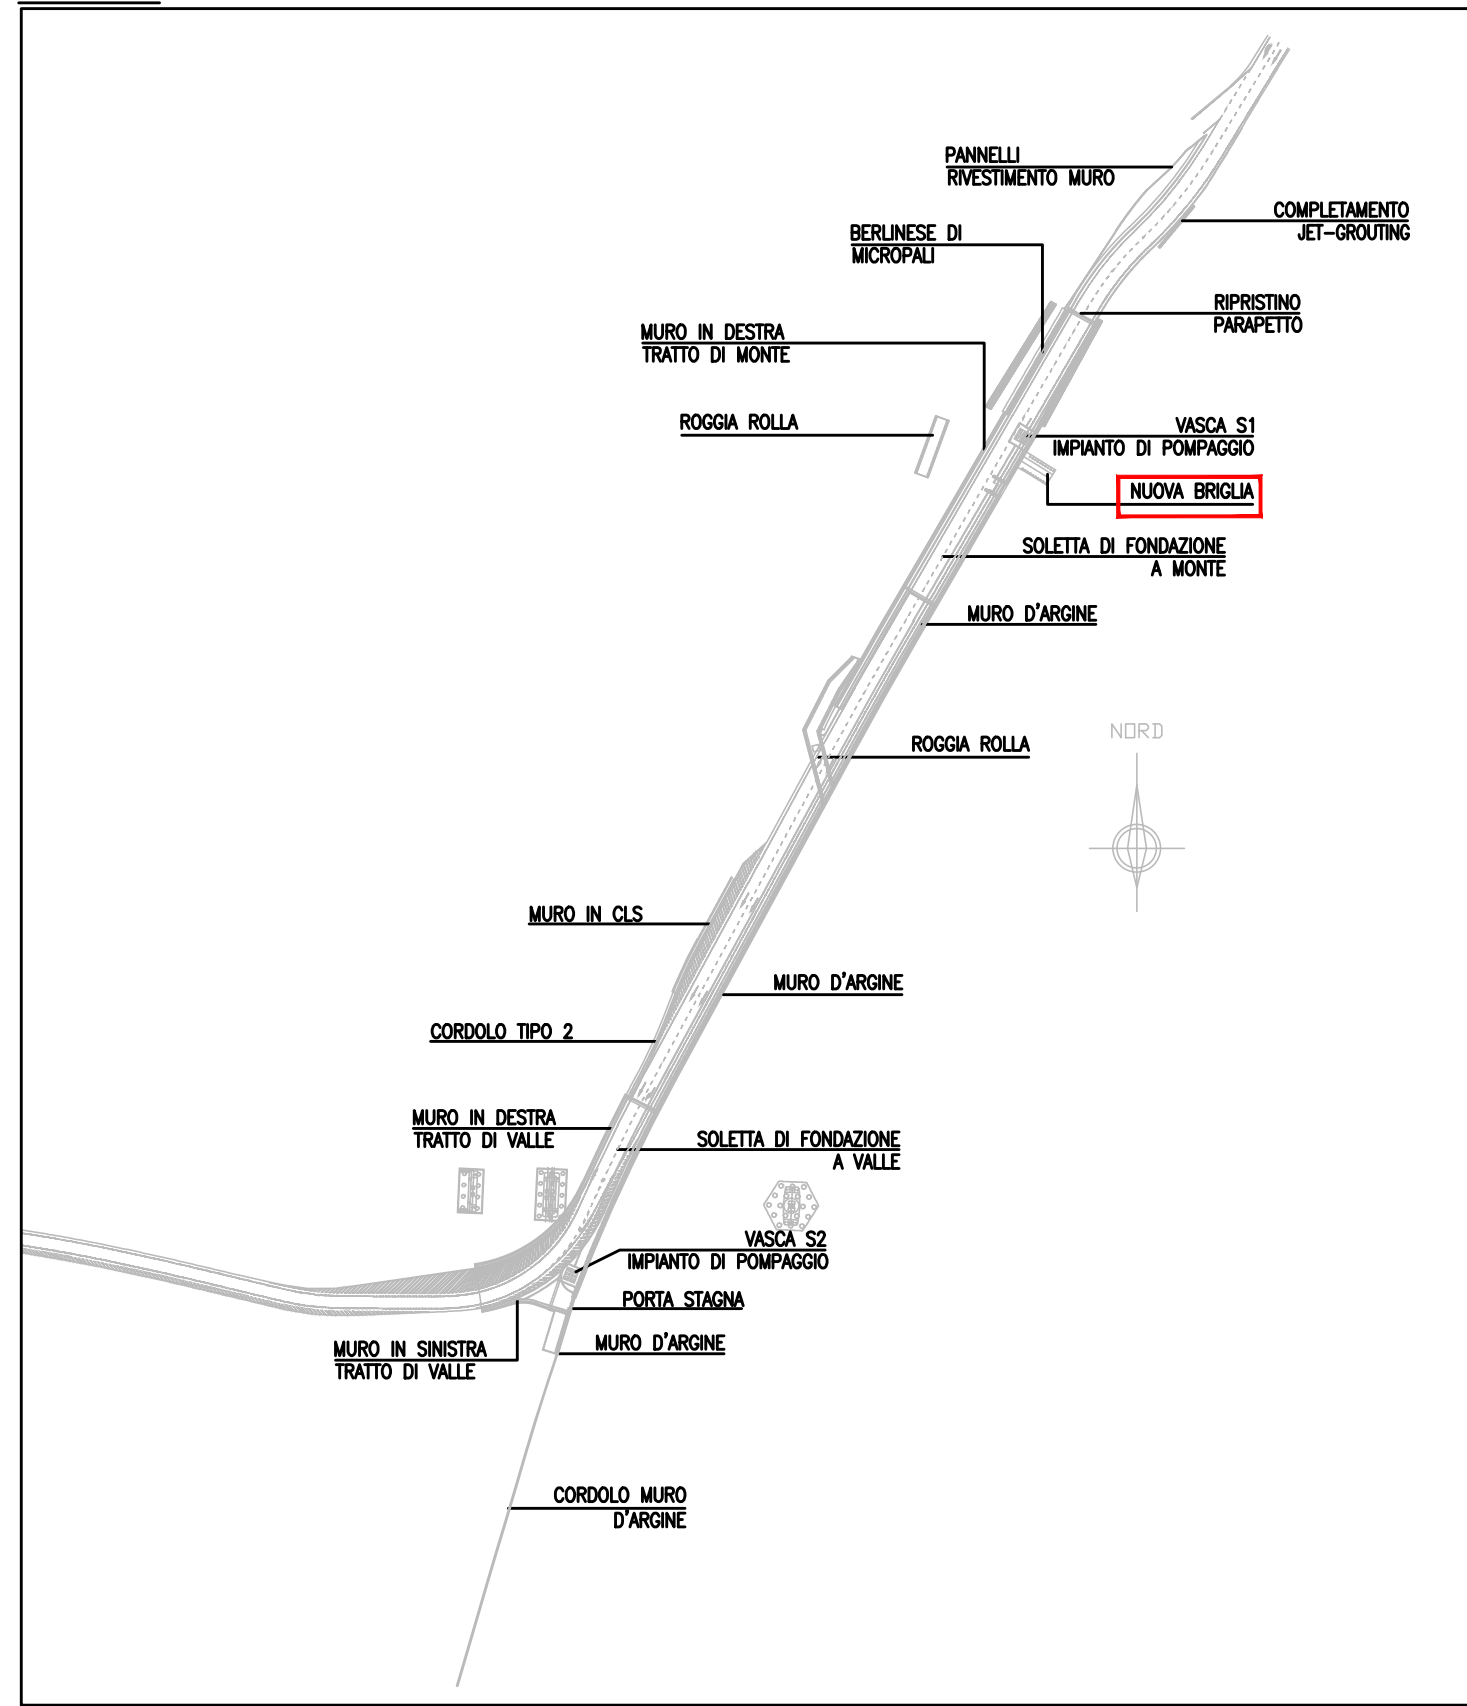 PANNELLI
RIVESTIMENTO MURO
COMPLETAMENTO
JET-GROUTING
BERLINESE DI
MICROPALI
RIPRISTINO
PARAPETTO
MURO IN DESTRA
TRATTO DI MONTE
ROGGIA ROLLA
VASCA S1
IMPIANTO DI POMPAGGIO
NUOVA BRIGLIA
SOLETTA DI FONDAZIONE
A MONTE
MURO D'ARGINE
NORD
ROGGIA ROLLA
MURO IN CLS
MURO D'ARGINE
CORDOLO TIPO 2
MURO IN DESTRA
TRATTO DI VALLE
SOLETTA DI FONDAZIONE
A VALLE
VASCA S2
IMPIANTO DI POMPAGGIO
PORTA STAGNA
MURO D'ARGINE
MURO IN SINISTRA
TRATTO DI VALLE
CORDOLO MURO
D'ARGINE